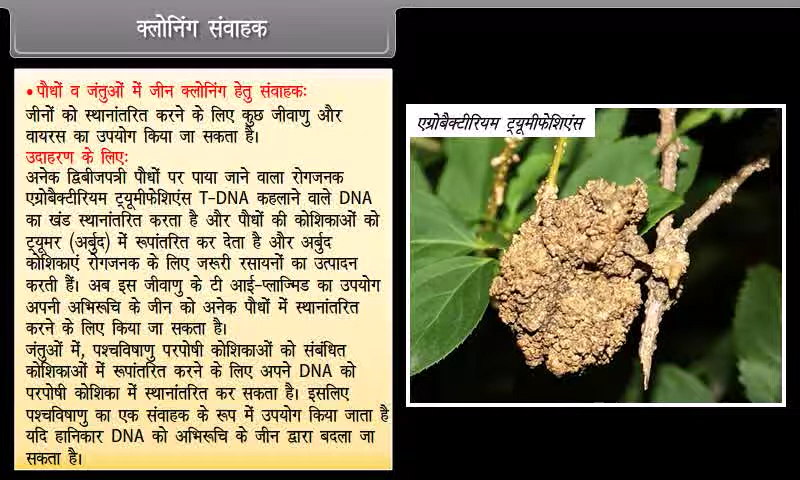 क्लोनिंग संवाहक
• पौधों व जंतुओं में जीन क्लोनिंग हेतु संवाहकः
जीनों को स्थानांतरित करने के लिए कुछ जीवाणु और
वायरस का उपयोग किया जा सकता है।
उदाहरण के लिएः
अनेक द्विबीजपत्री पौधों पर पाया जाने वाला रोगजनक
एग्रोबैक्टीरियम ट्यूमीफेशिएंस T-DNA कहलाने वाले DNA
का खंड स्थानांतरित करता है और पौधों की कोशिकाओं को
ट्यूमर (अर्बुद) में रूपांतरित कर देता है और अर्बुद
कोशिकाएं रोगजनक के लिए जरूरी रसायनों का उत्पादन
करती हैं। अब इस जीवाणु के टी आई-प्लाज्मिड का उपयोग
अपनी अभिरूचि के जीन को अनेक पौधों में स्थानांतरित
करने के लिए किया जा सकता है।
जंतुओं में, पश्चविषाणु परपोषी कोशिकाओं को संबंधित
कोशिकाओं में रूपांतरित करने के लिए अपने DNA को
परपोषी कोशिका में स्थानांतरित कर सकता है। इसलिए
पश्चविषाणु का एक संवाहक के रूप में उपयोग किया जाता है
यदि हानिकार DNA को अभिरूचि के जीन द्वारा बदला जा
सकता है।
एग्रोबैक्टीरियम ट्यूमीफेशिएंस